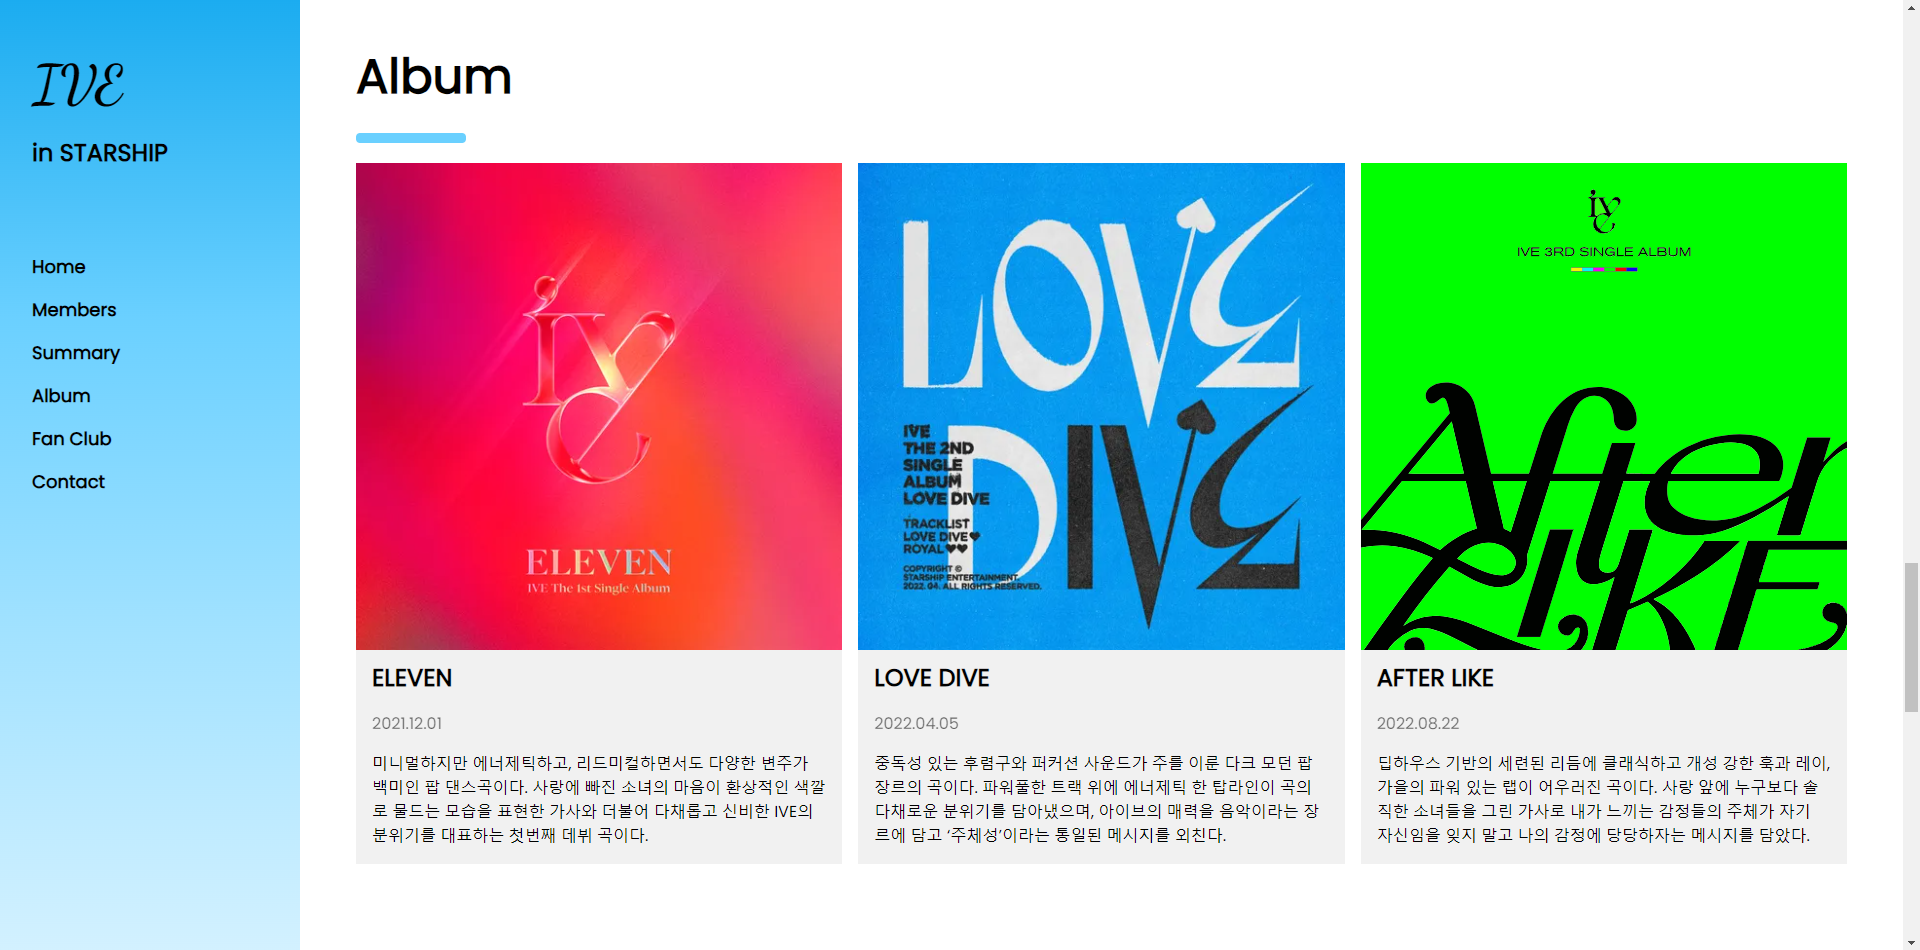 IVE
in STARSHIP
Home
Members
Summary
Album
Fan Club
Contact
Album
ive
ELEVEN
IVE The 1st Single Album
ELEVEN
2021.12.01
미니멀하지만 에너제틱하고, 리드미컬하면서도 다양한 변주가
백미인 팝 댄스곡이다. 사랑에 빠진 소녀의 마음이 환상적인 색깔
로 물드는 모습을 표현한 가사와 더불어 다채롭고 신비한 IVE의
분위기를 대표하는 첫번째 데뷔 곡이다.
LOVE
DIVE
IVE
THE 2ND
SINGLE
ALBUM
LOVE DIVE
TRACKLIST
LOVE DIVE♥
ROYAL♥♥
COPYRIGHT ©
STARSHIP ENTERTAINMENT.
2022. 04. ALL RIGHTS RESERVED.
LOVE DIVE
2022.04.05
중독성 있는 후렴구와 퍼커션 사운드가 주를 이룬 다크 모던 팝
장르의 곡이다. 파워풀한 트랙 위에 에너제틱 한 탑라인이 곡의
다채로운 분위기를 담아냈으며, 아이브의 매력을 음악이라는 장
르에 담고 ‘주체성’이라는 통일된 메시지를 외친다.
ive
IVE 3RD SINGLE ALBUM
After
LIKE
AFTER LIKE
2022.08.22
딥하우스 기반의 세련된 리듬에 클래식하고 개성 강한 훅과 레이,
가을의 파워 있는 랩이 어우러진 곡이다. 사랑 앞에 누구보다 솔
직한 소녀들을 그린 가사로 내가 느끼는 감정들의 주체가 자기
자신임을 잊지 말고 나의 감정에 당당하자는 메시지를 담았다.